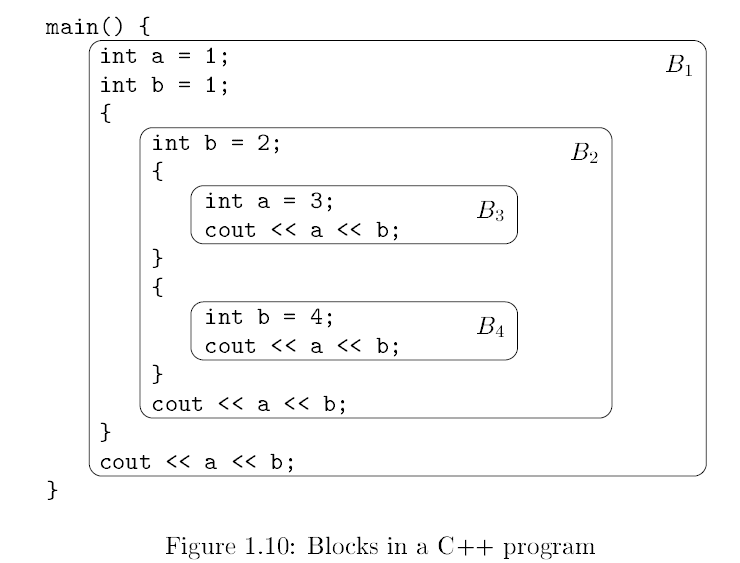 main() {
int a = 1; B₁
int b = 1;
{
int b = 2; B₂
{
int a = 3; B₃
cout << a << b;
}
{
int b = 4; B₄
cout << a << b;
}
cout << a << b;
}
cout << a << b;
}
Figure 1.10: Blocks in a C++ program